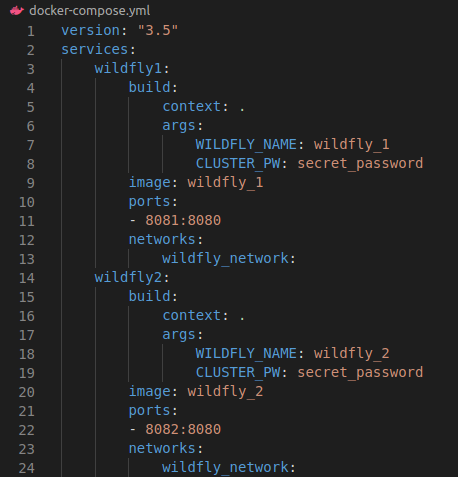 docker-compose.yml
1 version: "3.5"
2 services:
3     wildfly1:
4         build:
5             context: .
6             args:
7                 WILDFLY_NAME: wildfly_1
8                 CLUSTER_PW: secret_password
9         image: wildfly_1
10         ports:
11         - 8081:8080
12         networks:
13             wildfly_network:
14     wildfly2:
15         build:
16             context: .
17             args:
18                 WILDFLY_NAME: wildfly_2
19                 CLUSTER_PW: secret_password
20         image: wildfly_2
21         ports:
22         - 8082:8080
23         networks:
24             wildfly_network: